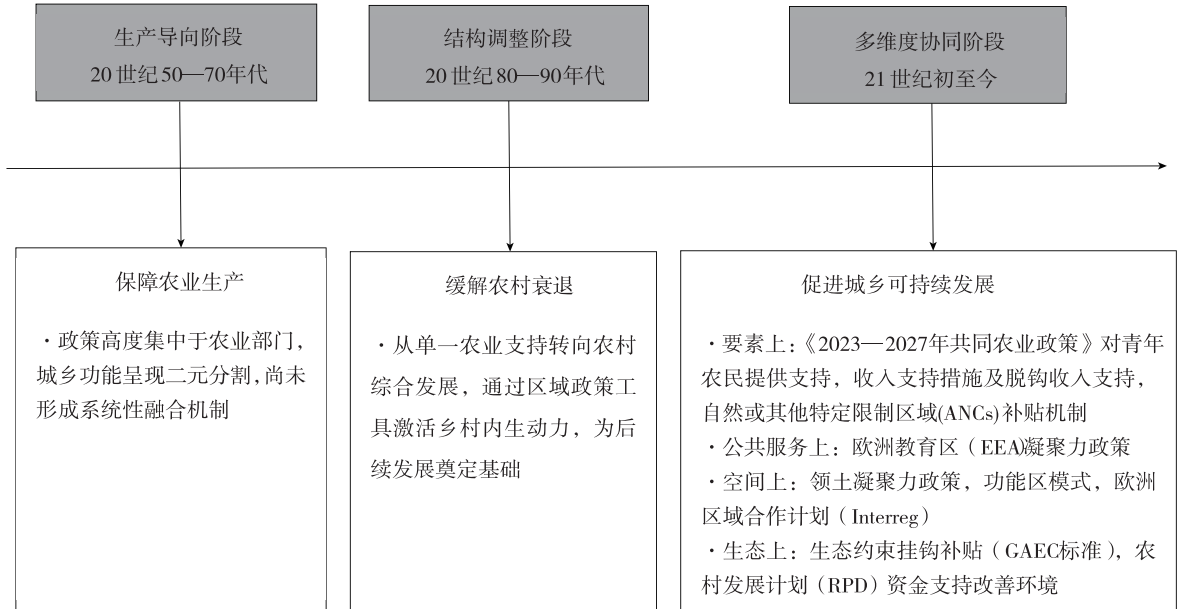 生产导向阶段
20世纪50—70年代
结构调整阶段
20世纪80—90年代
多维度协同阶段
21世纪初至今
保障农业生产
·政策高度集中于农业部门，
城乡功能呈现二元分割，尚未
形成系统性融合机制
缓解农村衰退
·从单一农业支持转向农村
综合发展，通过区域政策工
具激活乡村内生动力，为后
续发展奠定基础
促进城乡可持续发展
·要素上：《2023—2027年共同农业政策》对青年
农民提供支持，收入支持措施及脱钩收入支持，
自然或其他特定限制区域(ANCs)补贴机制
·公共服务上：欧洲教育区（EEA)凝聚力政策
·空间上：领土凝聚力政策，功能区模式，欧洲
区域合作计划（Interreg）
·生态上：生态约束挂钩补贴（GAEC标准），农
村发展计划（RPD）资金支持改善环境